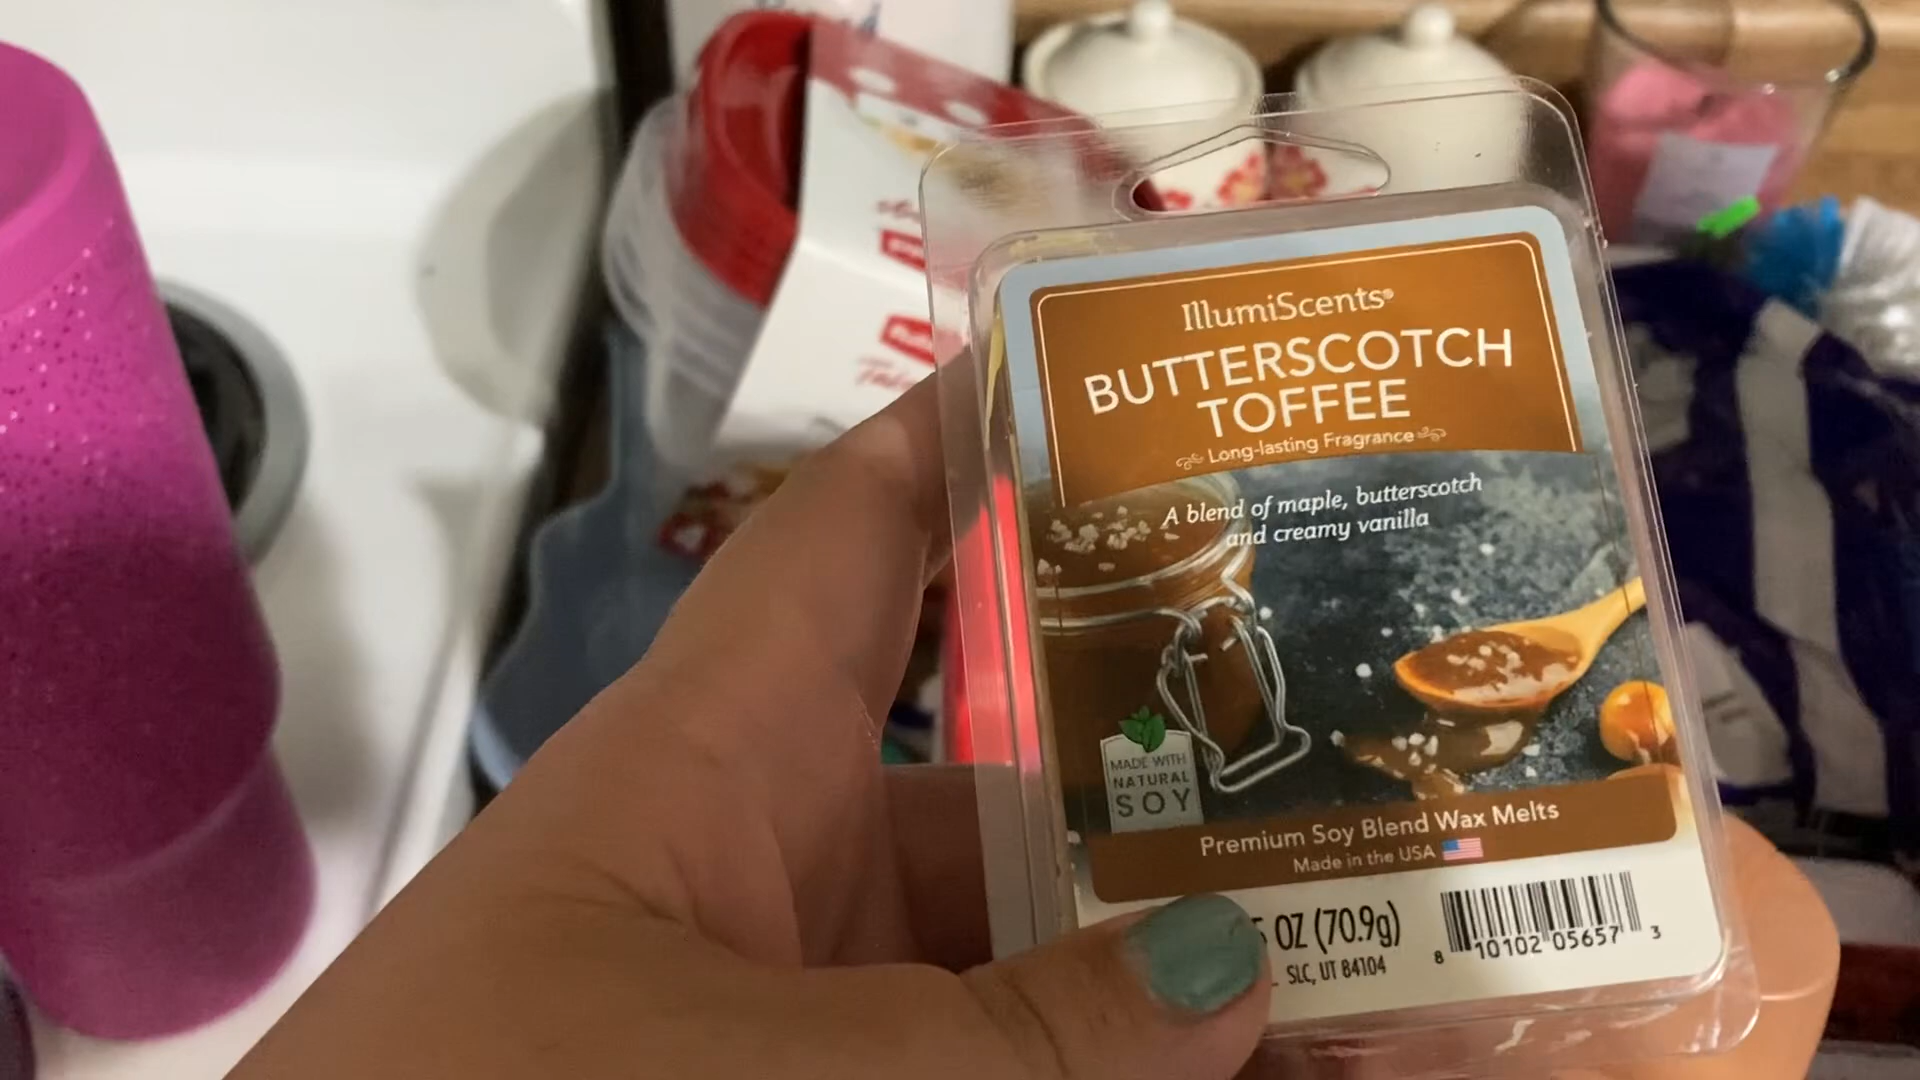 IllumiScents®
BUTTERSCOTCH
TOFFEE
Long-lasting Fragrance
A blend of maple, butterscotch
and creamy vanilla
MADE WITH
NATURAL
SOY
Premium Soy Blend Wax Melts
Made in the USA
5 OZ (70.9g)
SLC, UT 84104
8 10102 05657 3